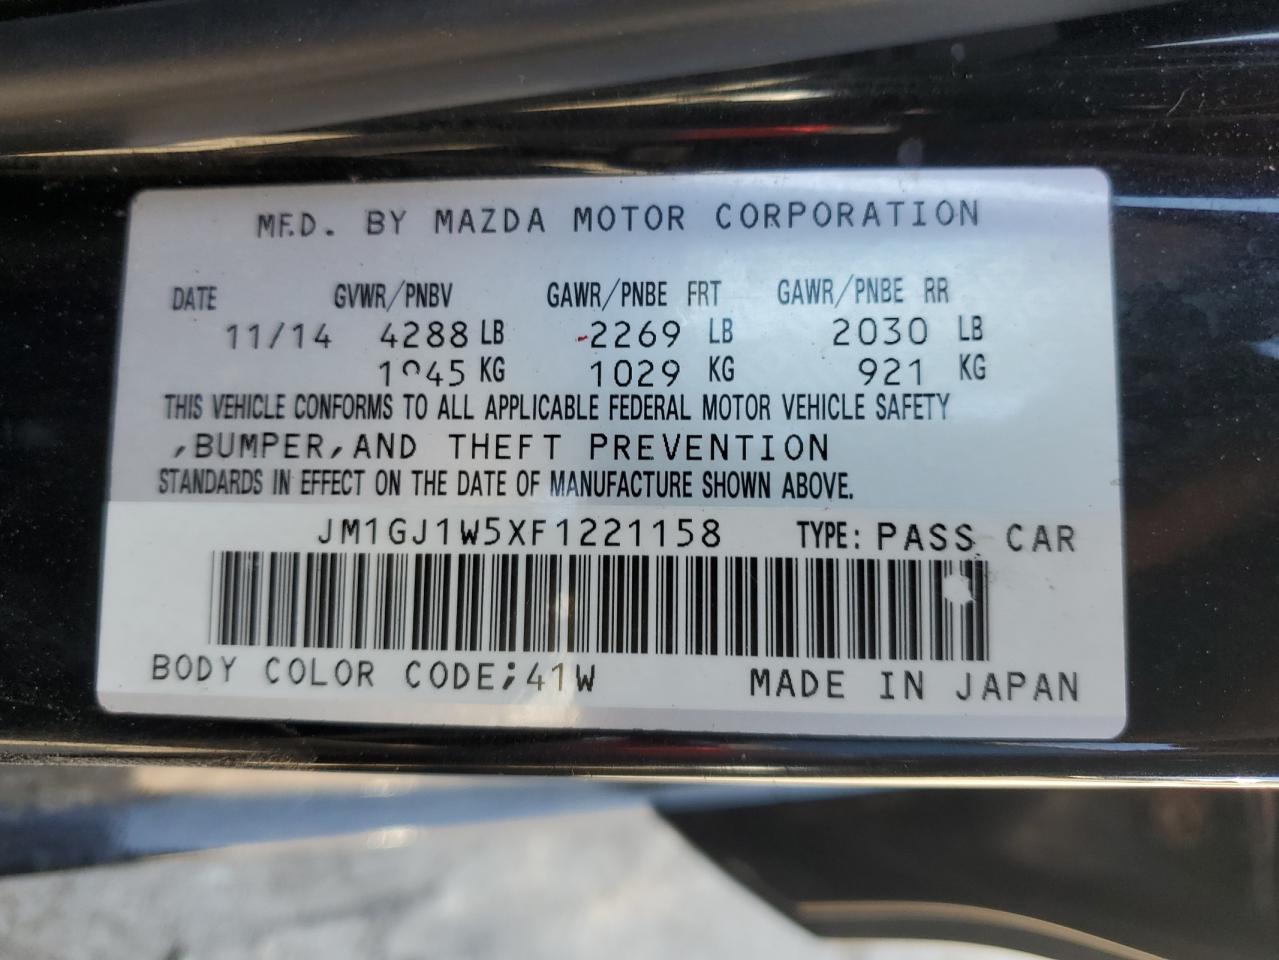 MFD. BY MAZDA MOTOR CORPORATION
DATE GVWR/PNBV GAWR/PNBE FRT GAWR/PNBE RR
11/14 4288 LB 2269 LB 2030 LB
KG 1029 KG 921 KG
THIS VEHICLE CONFORMS TO ALL APPLICABLE FEDERAL MOTOR VEHICLE SAFETY
,BUMPER,AND THEFT PREVENTION
STANDARDS IN EFFECT ON THE DATE OF MANUFACTURE SHOWN ABOVE.
JM1GJ1W5XF1221158 TYPE: PASS CAR
BODY COLOR CODE;41W MADE IN JAPAN